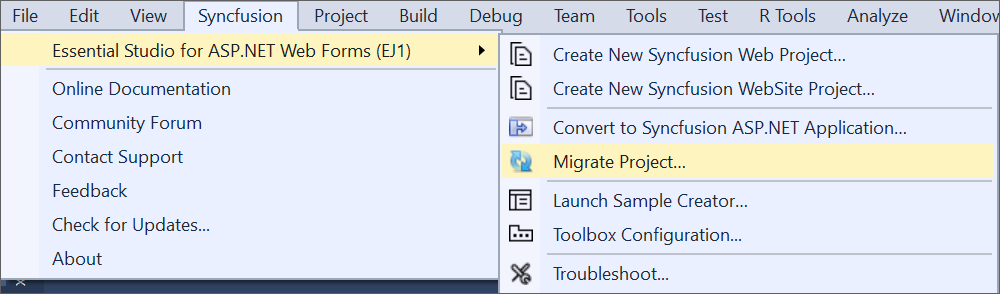 File Edit View Syncfusion Project Build Debug Team Tools Test R Tools Analyze Window
Essential Studio for ASP.NET Web Forms (EJ1)
Online Documentation
Community Forum
Contact Support
Feedback
Check for Updates...
About
Create New Syncfusion Web Project...
Create New Syncfusion WebSite Project...
Convert to Syncfusion ASP.NET Application...
Migrate Project...
Launch Sample Creator...
Toolbox Configuration...
Troubleshoot...